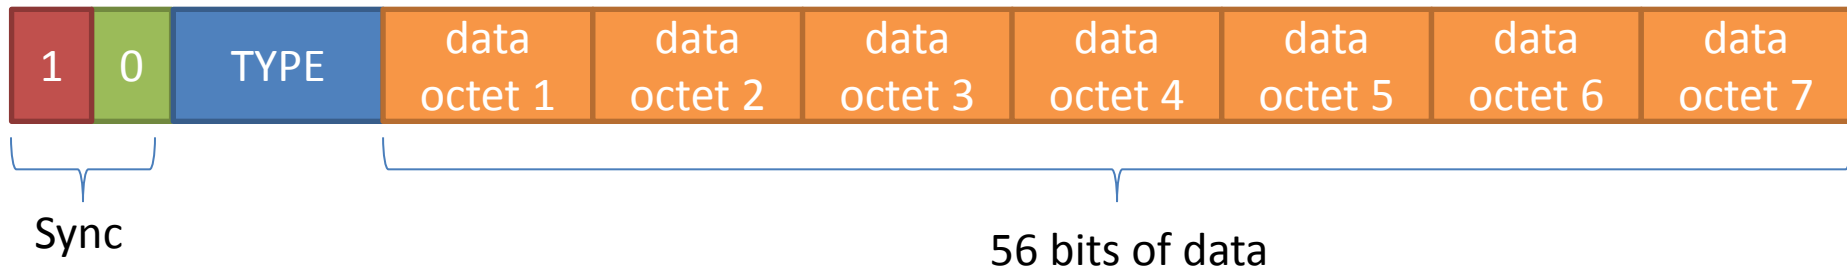 1 0 TYPE
data octet 1
data octet 2
data octet 3
data octet 4
data octet 5
data octet 6
data octet 7
Sync
56 bits of data